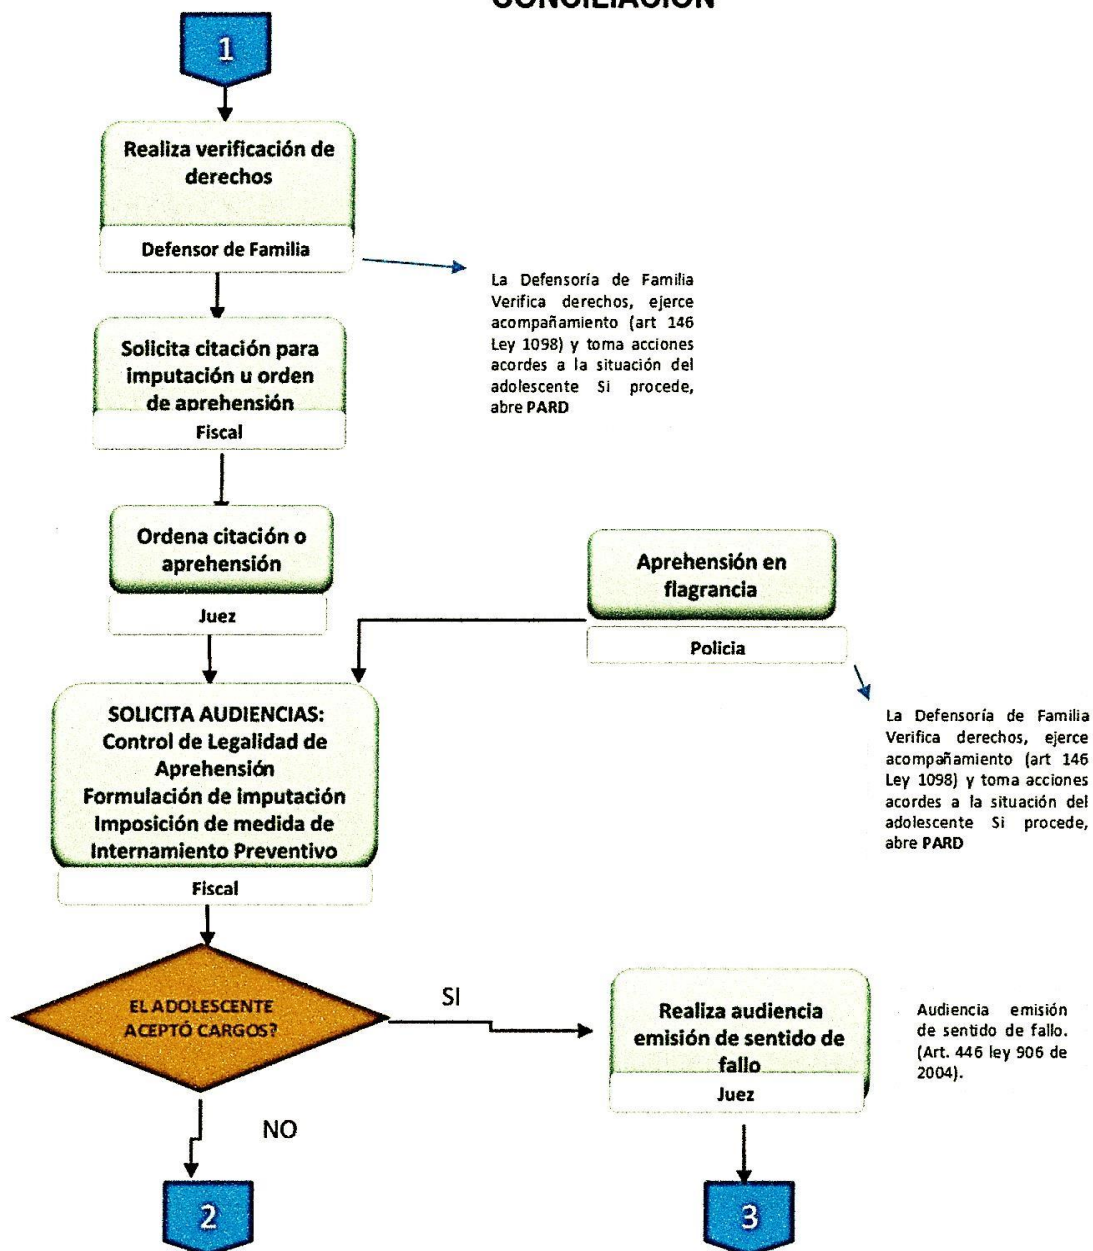 CONCILIACIÓN
1
Realiza verificación de
derechos
Defensor de Familia
La Defensoría de Familia
Verifica derechos, ejerce
acompañamiento (art 146
Ley 1098) y toma acciones
acordes a la situación del
adolescente Si procede,
abre PARD
Solicita citación para
imputación u orden
de aprehensión
Fiscal
Ordena citación o
aprehensión
Juez
Aprehensión en
flagrancia
Policia
La Defensoría de Familia
Verifica derechos, ejerce
acompañamiento (art 146
Ley 1098) y toma acciones
acordes a la situación del
adolescente Si procede,
abre PARD
SOLICITA AUDIENCIAS:
Control de Legalidad de
Aprehensión
Formulación de imputación
Imposición de medida de
Internamiento Preventivo
Fiscal
EL ADOLESCENTE
ACEPTÓ CARGOS?
SI
NO
Realiza audiencia
emisión de sentido de
fallo
Juez
Audiencia emisión
de sentido de fallo.
(Art. 446 ley 906 de
2004).
2
3